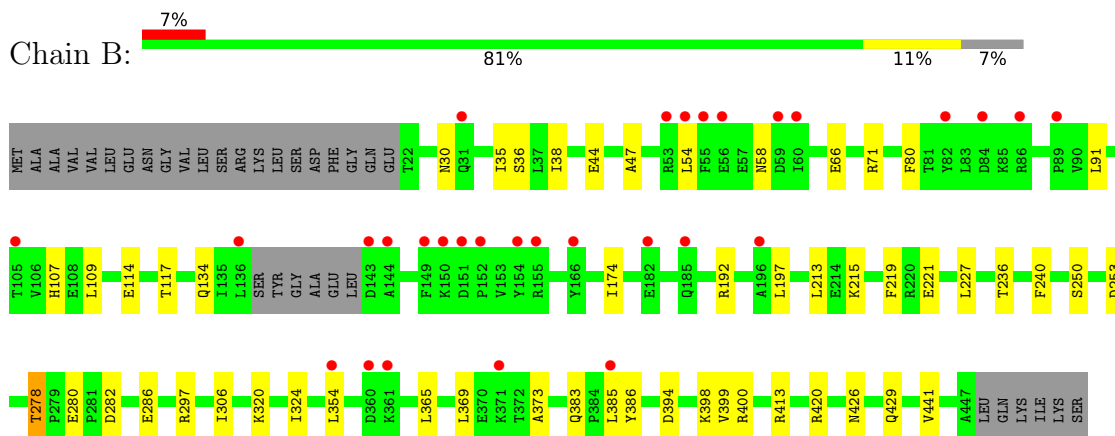 7%
Chain B:
81% 11% 7%
MET ALA ALA VAL VAL LEU GLU ASN GLY VAL LEU SER ARG LYS LEU SER ASP PHE GLY GLN GLU T22 N30 Q31 I35 S36 L37 I38 E44 A47 R53 L54 F55 E56 E57 N58 D59 I60 E66 R71 F80 T81 Y82 L83 D84 K85 R86 P89 V90 L91
T105 V106 H107 E108 L109 E114 T117 Q134 I135 L136 SER TYR GLY ALA GLU LEU D143 A144 F149 K150 D151 P152 V153 Y154 R155 Y166 I174 E182 Q185 R192 A196 L197 L213 E214 K215 F219 R220 E221 L227 T236 F240 S250
T278 P279 E280 P281 D282 E286 R297 I306 K320 I324 L354 D360 K361 L365 L369 E370 K371 T372 A373 Q383 P384 L385 Y386 D394 K398 V399 R400 R413 R420 N426 Q429 V441 A447 LEU GLN LYS ILE LYS SER